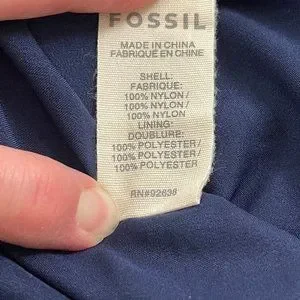 FOSSIL
MADE IN CHINA
FABRIQUÉ EN CHINE
SHELL:
FABRIQUE:
100% NYLON /
100% NYLON /
100% NYLON
LINING:
DOUBLURE:
100% POLYESTER /
100% POLYESTER /
100% POLYESTER
RN#92638